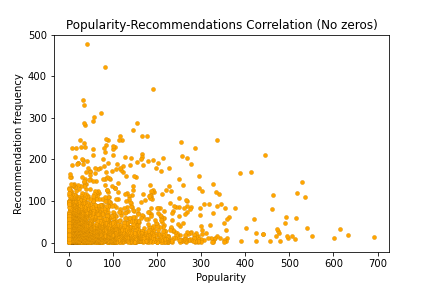 Popularity-Recommendations Correlation (No zeros)
500
400
300
200
100
0
Recommendation frequency
0 100 200 300 400 500 600 700
Popularity